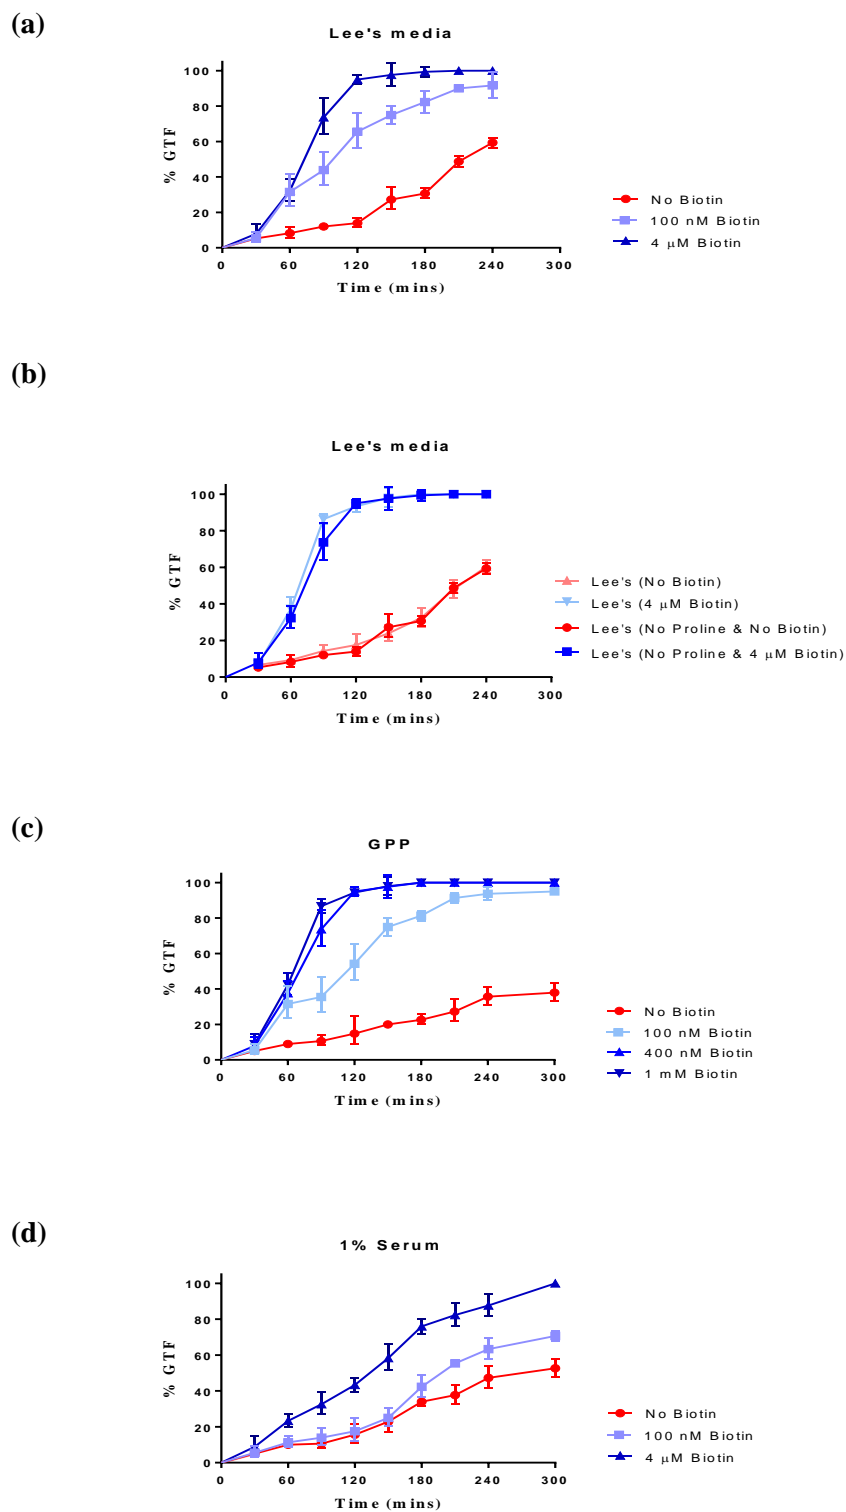 (a)
Lee's media
100
80
60
40
20
0
% GTF
0 60 120 180 240 300
Time (mins)
No Biotin
100 nM Biotin
4 µM Biotin
(b)
Lee's media
100
80
60
40
20
0
% GTF
0 60 120 180 240 300
Time (mins)
Lee's (No Biotin)
Lee's (4 µM Biotin)
Lee's (No Proline & No Biotin)
Lee's (No Proline & 4 µM Biotin)
(c)
GPP
100
80
60
40
20
0
% GTF
0 60 120 180 240 300
Time (mins)
No Biotin
100 nM Biotin
400 nM Biotin
1 mM Biotin
(d)
1% Serum
100
80
60
40
20
0
% GTF
0 60 120 180 240 300
Time (mins)
No Biotin
100 nM Biotin
4 µM Biotin